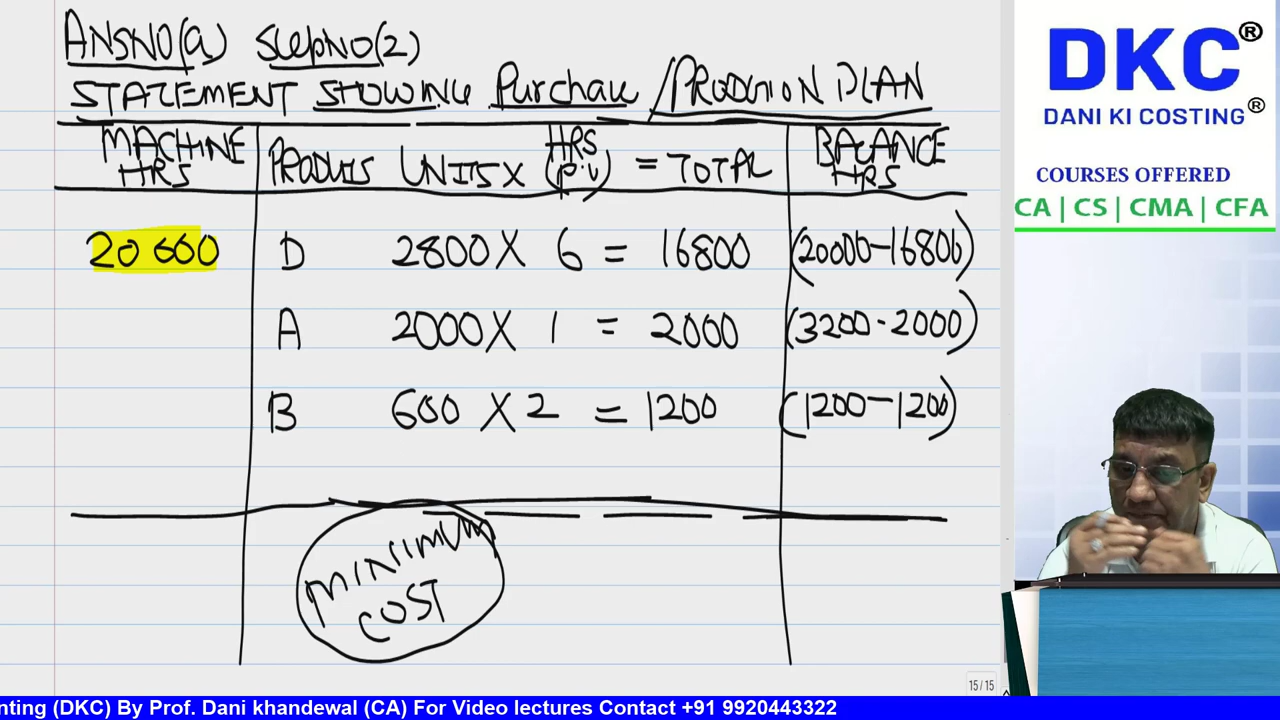 ANSNO(a) StepNO(2)
STATEMENT SHOWING Purchase /PRODCTION PLAN
MACHINE HRS PRODUTS UNITS X HRS (P.U) = TOTAL BALANCE HRS
20 000 D 2800 X 6 = 16800 (20000-16800)
A 2000 X 1 = 2000 (3200-2000)
B 600 X 2 = 1200 (1200-1200)
MINIMUM
COST
15/15
DKC®
DANI KI COSTING®
COURSES OFFERED
CA | CS | CMA | CFA
nting (DKC) By Prof. Dani khandewal (CA) For Video lectures Contact +91 9920443322